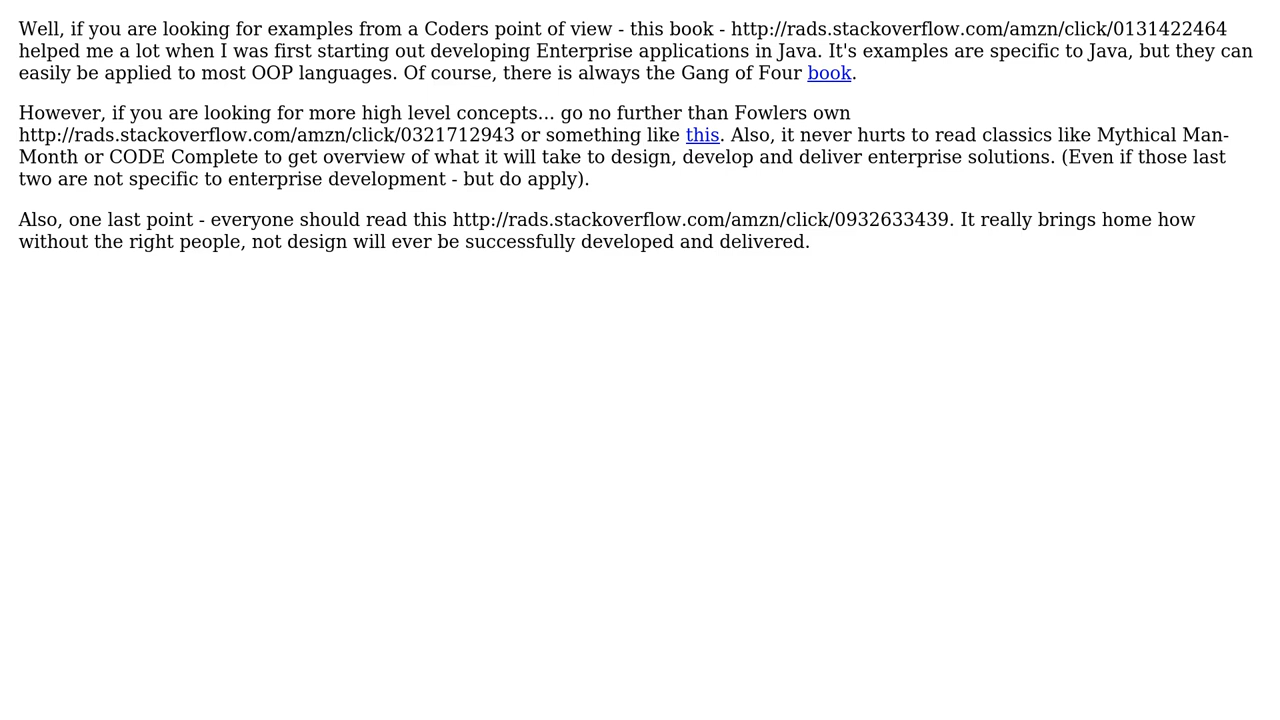 Well, if you are looking for examples from a Coders point of view - this book - http://rads.stackoverflow.com/amzn/click/0131422464
helped me a lot when I was first starting out developing Enterprise applications in Java. It's examples are specific to Java, but they can
easily be applied to most OOP languages. Of course, there is always the Gang of Four book.
However, if you are looking for more high level concepts... go no further than Fowlers own
http://rads.stackoverflow.com/amzn/click/0321712943 or something like this. Also, it never hurts to read classics like Mythical Man-
Month or CODE Complete to get overview of what it will take to design, develop and deliver enterprise solutions. (Even if those last
two are not specific to enterprise development - but do apply).
Also, one last point - everyone should read this http://rads.stackoverflow.com/amzn/click/0932633439. It really brings home how
without the right people, not design will ever be successfully developed and delivered.